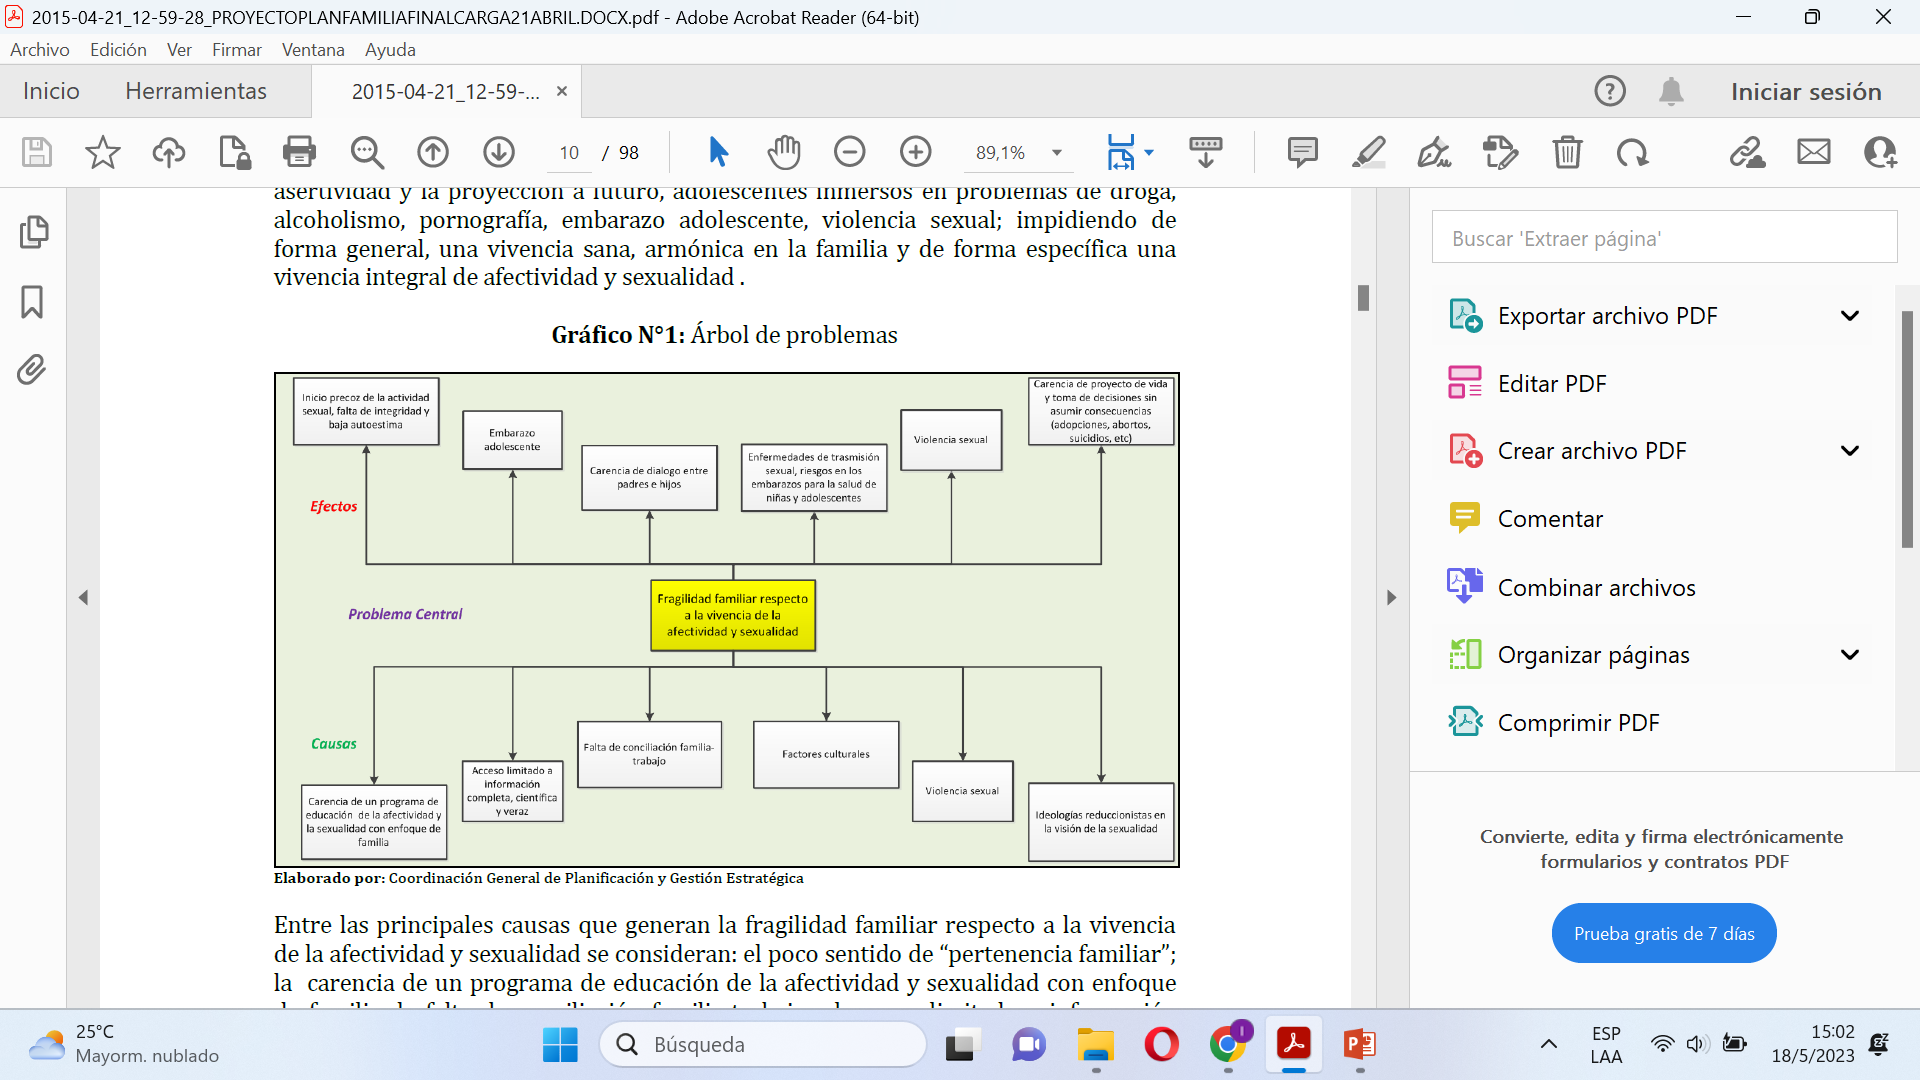 2015-04-21_12-59-28_PROYECTOPLANFAMILIAFINALCARGA21ABRIL.DOCX.pdf - Adobe Acrobat Reader (64-bit)
Archivo Edición Ver Firmar Ventana Ayuda
Inicio Herramientas 2015-04-21_12-59-... × Iniciar sesión
10 / 98 89,1%
asertividad y la proyección a futuro, adolescentes inmersos en problemas de droga,
alcoholismo, pornografía, embarazo adolescente, violencia sexual; impidiendo de
forma general, una vivencia sana, armónica en la familia y de forma específica una
vivencia integral de afectividad y sexualidad .
Gráfico N°1: Árbol de problemas
Inicio precoz de la actividad
sexual, falta de integridad y
baja autoestima
Embarazo
adolescente
Carencia de dialogo entre
padres e hijos
Enfermedades de trasmisión
sexual, riesgos en los
embarazos para la salud de
niñas y adolescentes
Violencia sexual
Carencia de proyecto de vida
y toma de decisiones sin
asumir consecuencias
(adopciones, abortos,
suicidios, etc)
Efectos
Problema Central
Fragilidad familiar respecto
a la vivencia de la
afectividad y sexualidad
Causas
Carencia de un programa de
educación de la afectividad y
la sexualidad con enfoque de
familia
Acceso limitado a
información
completa, científica
y veraz
Falta de conciliación familia-
trabajo
Factores culturales
Violencia sexual
Ideologías reduccionistas en
la visión de la sexualidad
Elaborado por: Coordinación General de Planificación y Gestión Estratégica
Entre las principales causas que generan la fragilidad familiar respecto a la vivencia
de la afectividad y sexualidad se consideran: el poco sentido de “pertenencia familiar”;
la carencia de un programa de educación de la afectividad y sexualidad con enfoque
Buscar 'Extraer página'
Exportar archivo PDF
Editar PDF
Crear archivo PDF
Comentar
Combinar archivos
Organizar páginas
Comprimir PDF
Convierte, edita y firma electrónicamente
formularios y contratos PDF
Prueba gratis de 7 días
25°C
Mayorm. nublado
Búsqueda
ESP
LAA
15:02
18/5/2023